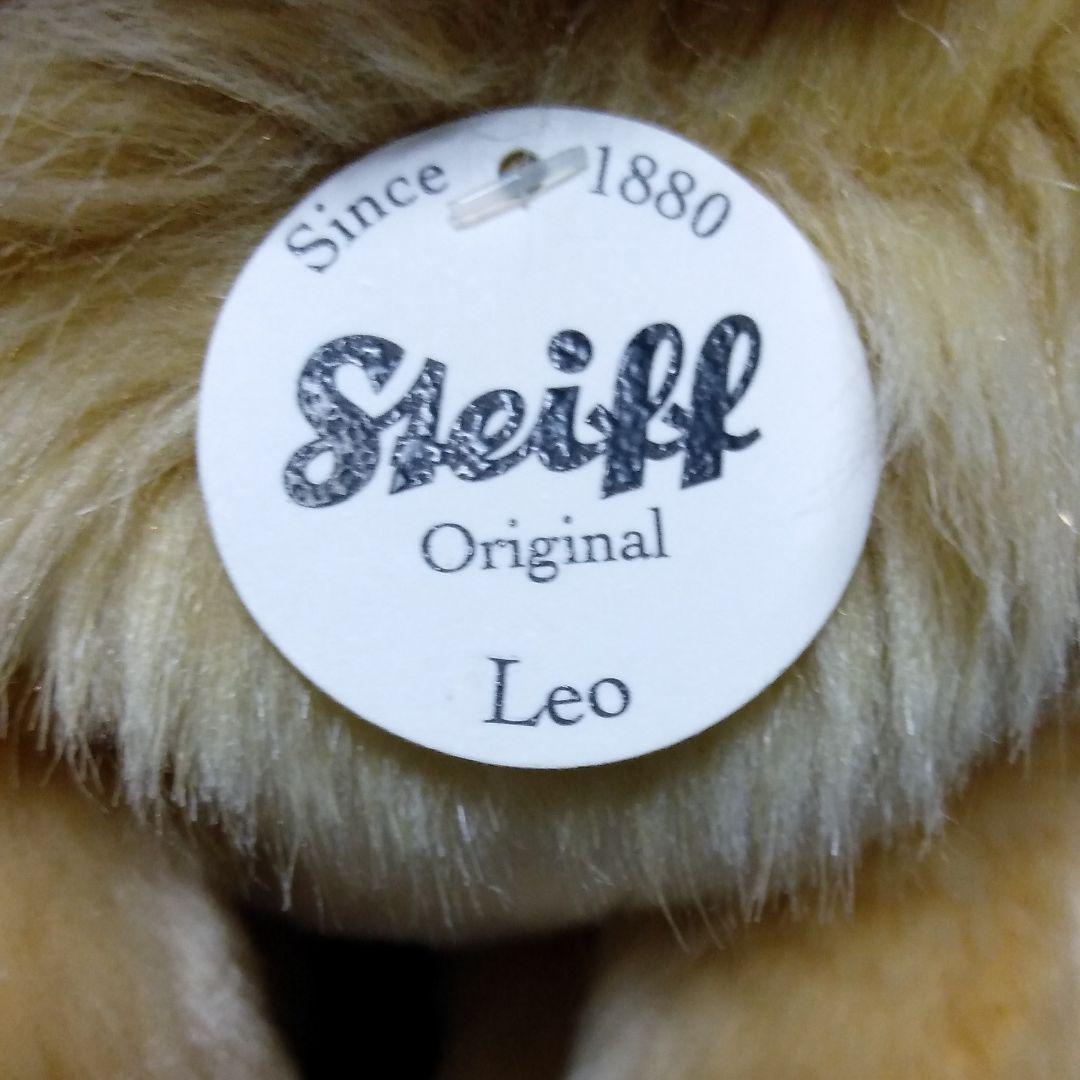 Since 1880
Steiff
Original
Leo